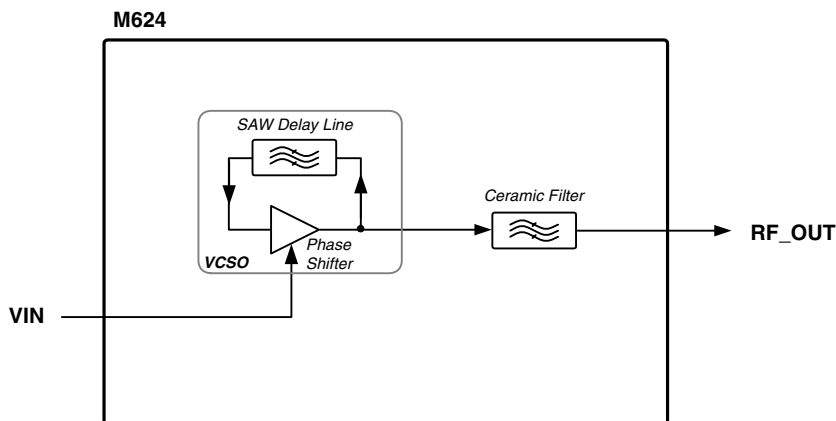 M624
SAW Delay Line
Ceramic Filter
RF_OUT
Phase
Shifter
VCSO
VIN